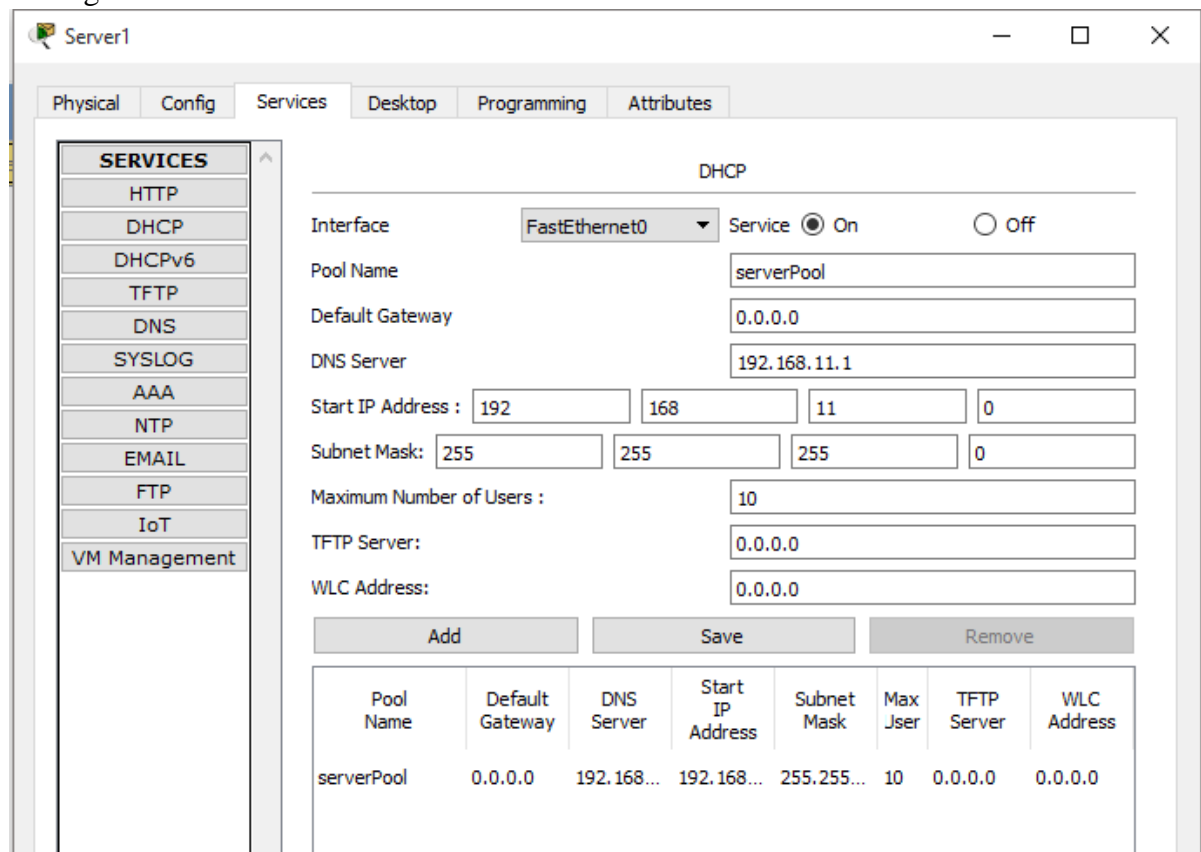 Server1
Physical Config Services Desktop Programming Attributes
SERVICES
HTTP
DHCP
DHCPv6
TFTP
DNS
SYSLOG
AAA
NTP
EMAIL
FTP
IoT
VM Management
DHCP
Interface FastEthernet0 Service On Off
Pool Name serverPool
Default Gateway 0.0.0.0
DNS Server 192.168.11.1
Start IP Address : 192 168 11 0
Subnet Mask: 255 255 255 0
Maximum Number of Users : 10
TFTP Server: 0.0.0.0
WLC Address: 0.0.0.0
Add Save Remove
Pool Name Default Gateway DNS Server Start IP Address Subnet Mask Max Jser TFTP Server WLC Address
serverPool 0.0.0.0 192.168... 192.168... 255.255... 10 0.0.0.0 0.0.0.0